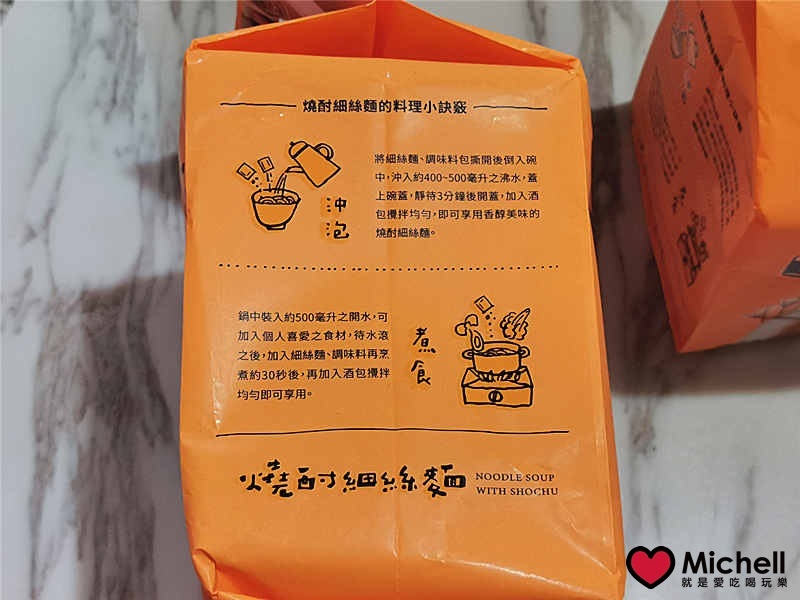 燒酎細絲麵的料理小訣竅
將細絲麵、調味料包撕開後倒入碗
中,沖入約400~500毫升之沸水,蓋
上碗蓋,靜待3分鐘後開蓋,加入酒
包攪拌均勻,即可享用香醇美味的
燒酎細絲麵。
沖
泡
鍋中裝入約500毫升之開水,可
加入個人喜愛之食材,待水滾
之後,加入細絲麵、調味料再烹
煮約30秒後,再加入酒包攪拌
均勻即可享用。
煮
食
燒酎細絲麵
NOODLE SOUP
WITH SHOCHU
Michell
就是愛吃喝玩樂